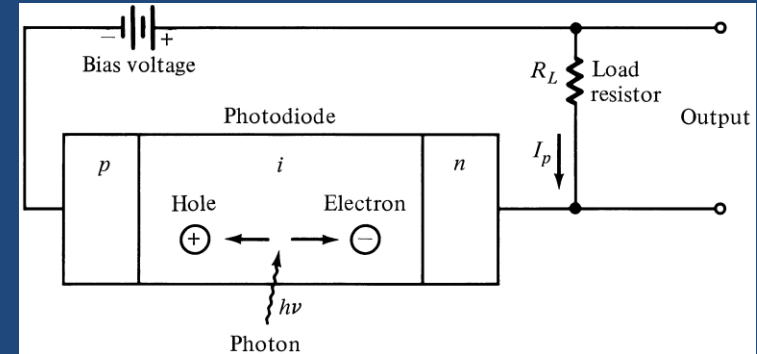 − +
Bias voltage
R_L Load
resistor
Photodiode
Output
p i n
I_p
Hole Electron
+ −
hν
Photon